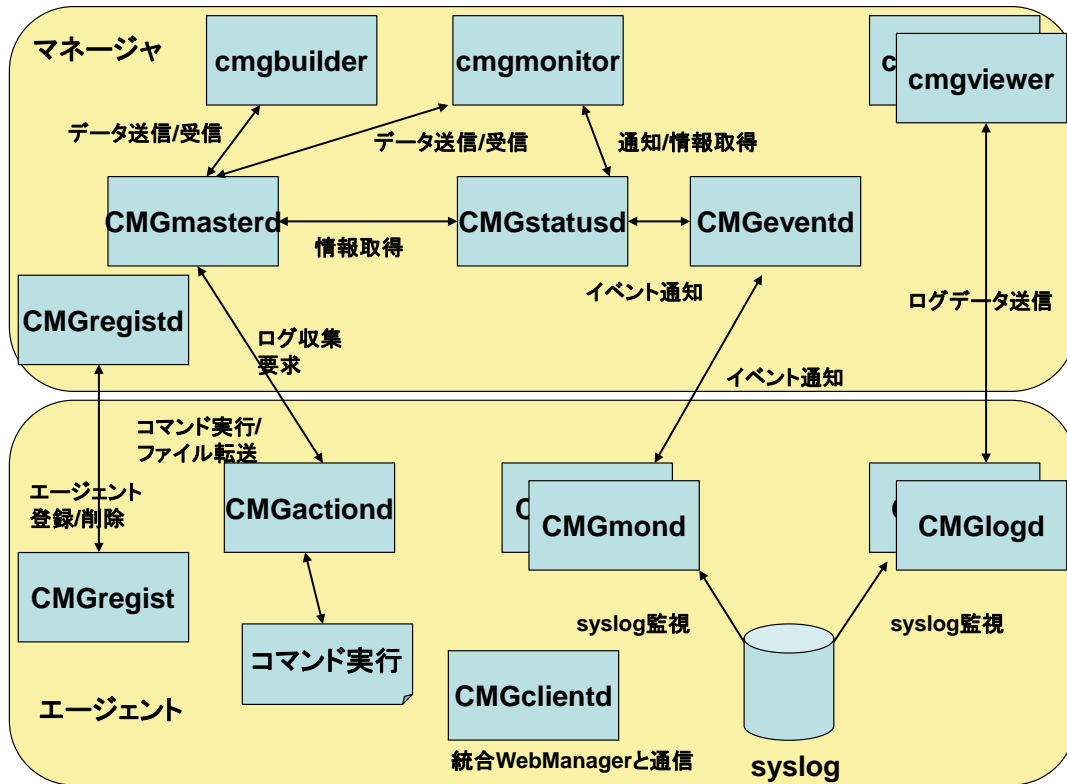 マネージャ
cmgbuilder
cmgmonitor
c
cmgviewer
データ送信/受信
データ送信/受信
通知/情報取得
CMGmasterd
CMGstatusd
CMGeventd
情報取得
イベント通知
ログデータ送信
CMGregistd
ログ収集
要求
イベント通知
コマンド実行/
ファイル転送
エージェント
登録/削除
CMGactiond
C
CMGmond
CMGlogd
CMGregist
syslog監視
syslog監視
コマンド実行
CMGclientd
エージェント
統合WebManagerと通信
syslog